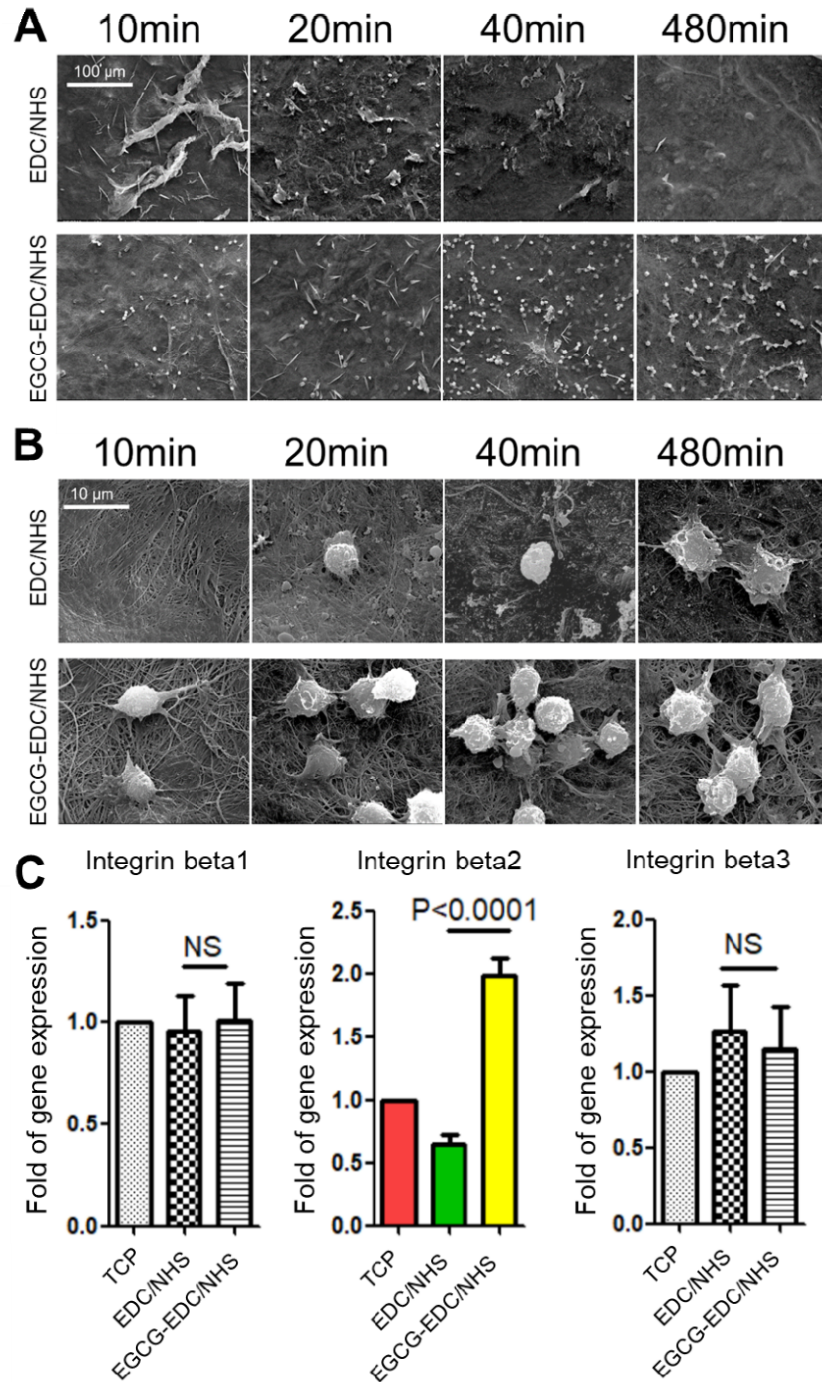 A
10min 20min 40min 480min
EDC/NHS
100 µm
EGCG-EDC/NHS
B
10min 20min 40min 480min
EDC/NHS
10 µm
EGCG-EDC/NHS
C
Integrin beta1
Fold of gene expression
1.5
1.0
0.5
0.0
NS
TCP
EDC/NHS
EGCG-EDC/NHS
Integrin beta2
Fold of gene expression
2.5
2.0
1.5
1.0
0.5
0.0
P<0.0001
TCP
EDC/NHS
EGCG-EDC/NHS
Integrin beta3
Fold of gene expression
2.0
1.5
1.0
0.5
0.0
NS
TCP
EDC/NHS
EGCG-EDC/NHS